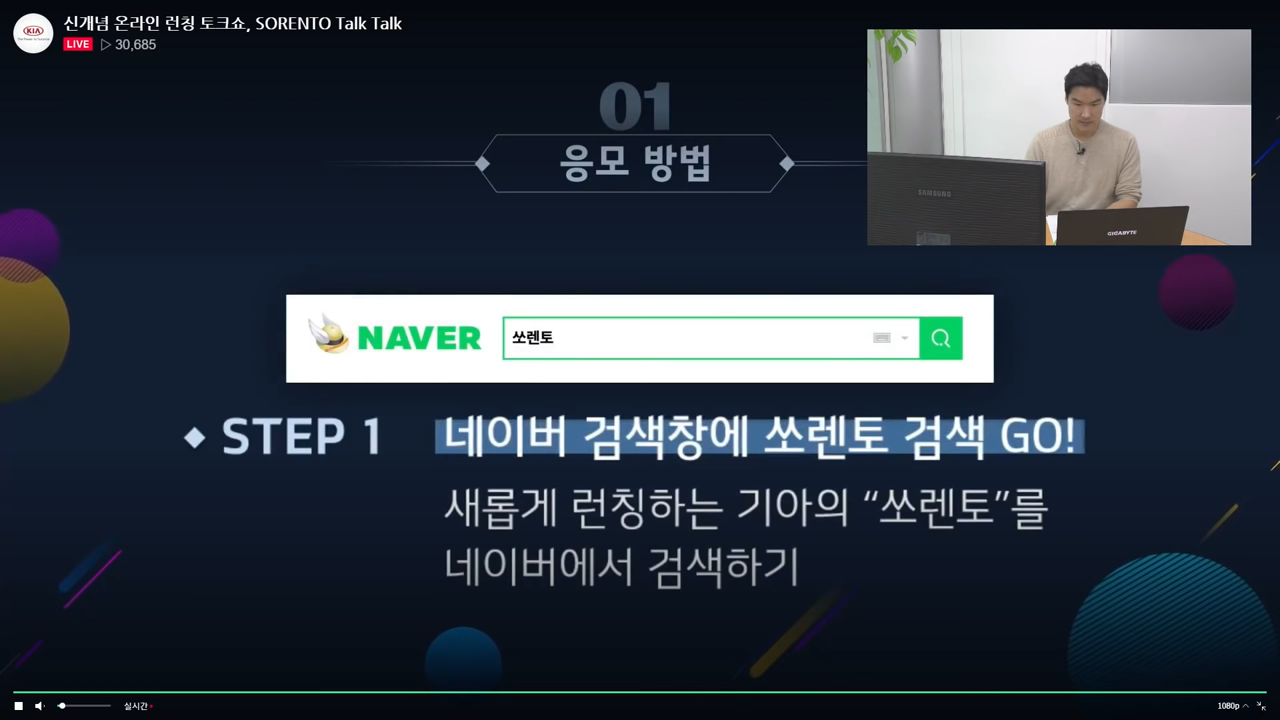 신개념 온라인 런칭 토크쇼, SORENTO Talk Talk
KIA
LIVE 30,685
01
응모 방법
SAMSUNG
GIGABYTE
NAVER 쏘렌토
STEP 1 네이버 검색창에 쏘렌토 검색 GO!
새롭게 런칭하는 기아의 “쏘렌토”를
네이버에서 검색하기
실시간
1080p